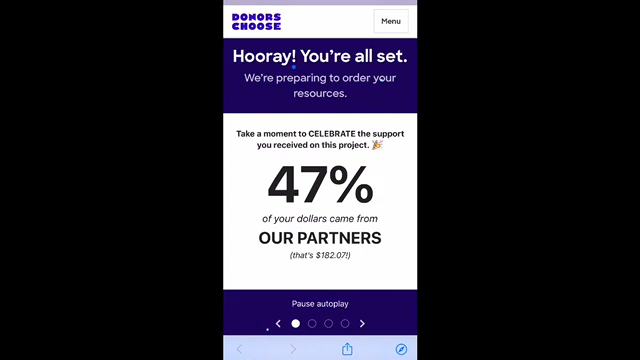 DONORS
CHOOSE
Menu
Hooray! You're all set.
We're preparing to order your
resources.
Take a moment to CELEBRATE the support
you received on this project. 🎉
47%
of your dollars came from
OUR PARTNERS
(that's $182.07!)
Pause autoplay